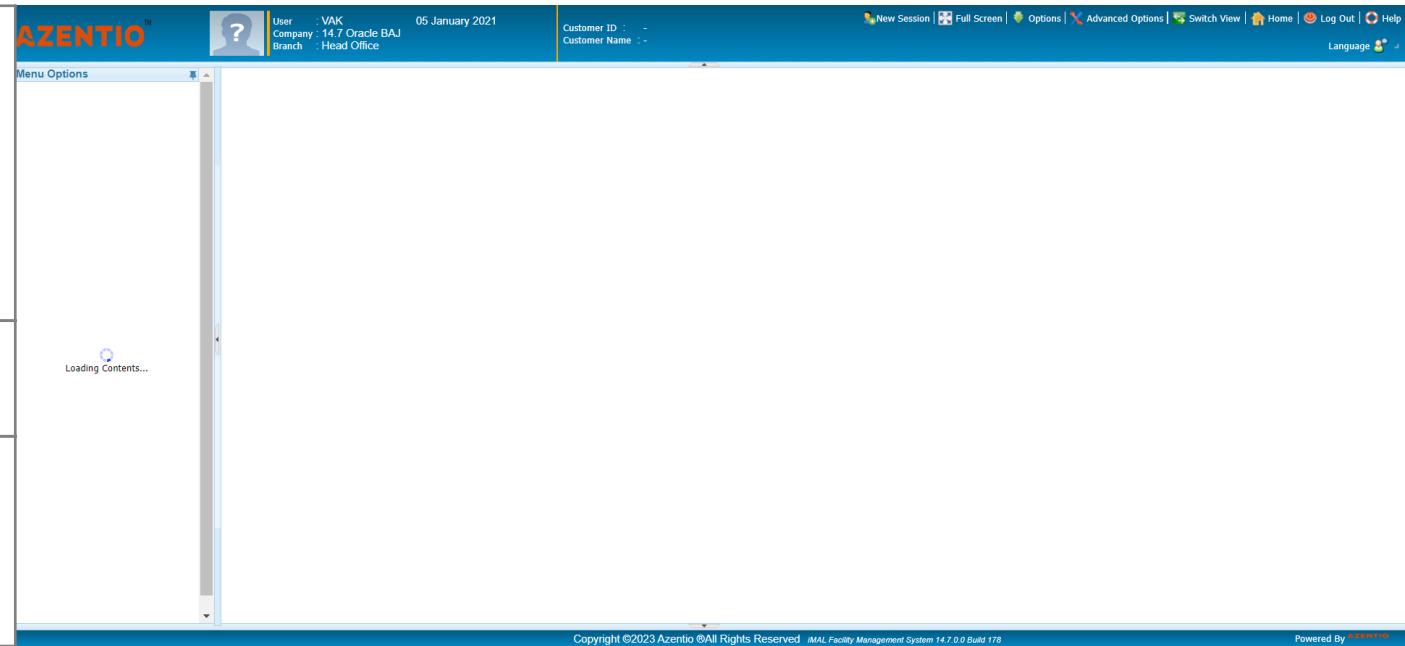 AZENTIO™
User : VAK 05 January 2021
Company : 14.7 Oracle BAJ
Branch : Head Office
Customer ID : -
Customer Name : -
New Session | Full Screen | Options | Advanced Options | Switch View | Home | Log Out | Help
Language
Menu Options
Loading Contents...
Copyright ©2023 Azentio ®All Rights Reserved iMAL Facility Management System 14.7.0.0 Build 178
Powered By AZENTIO